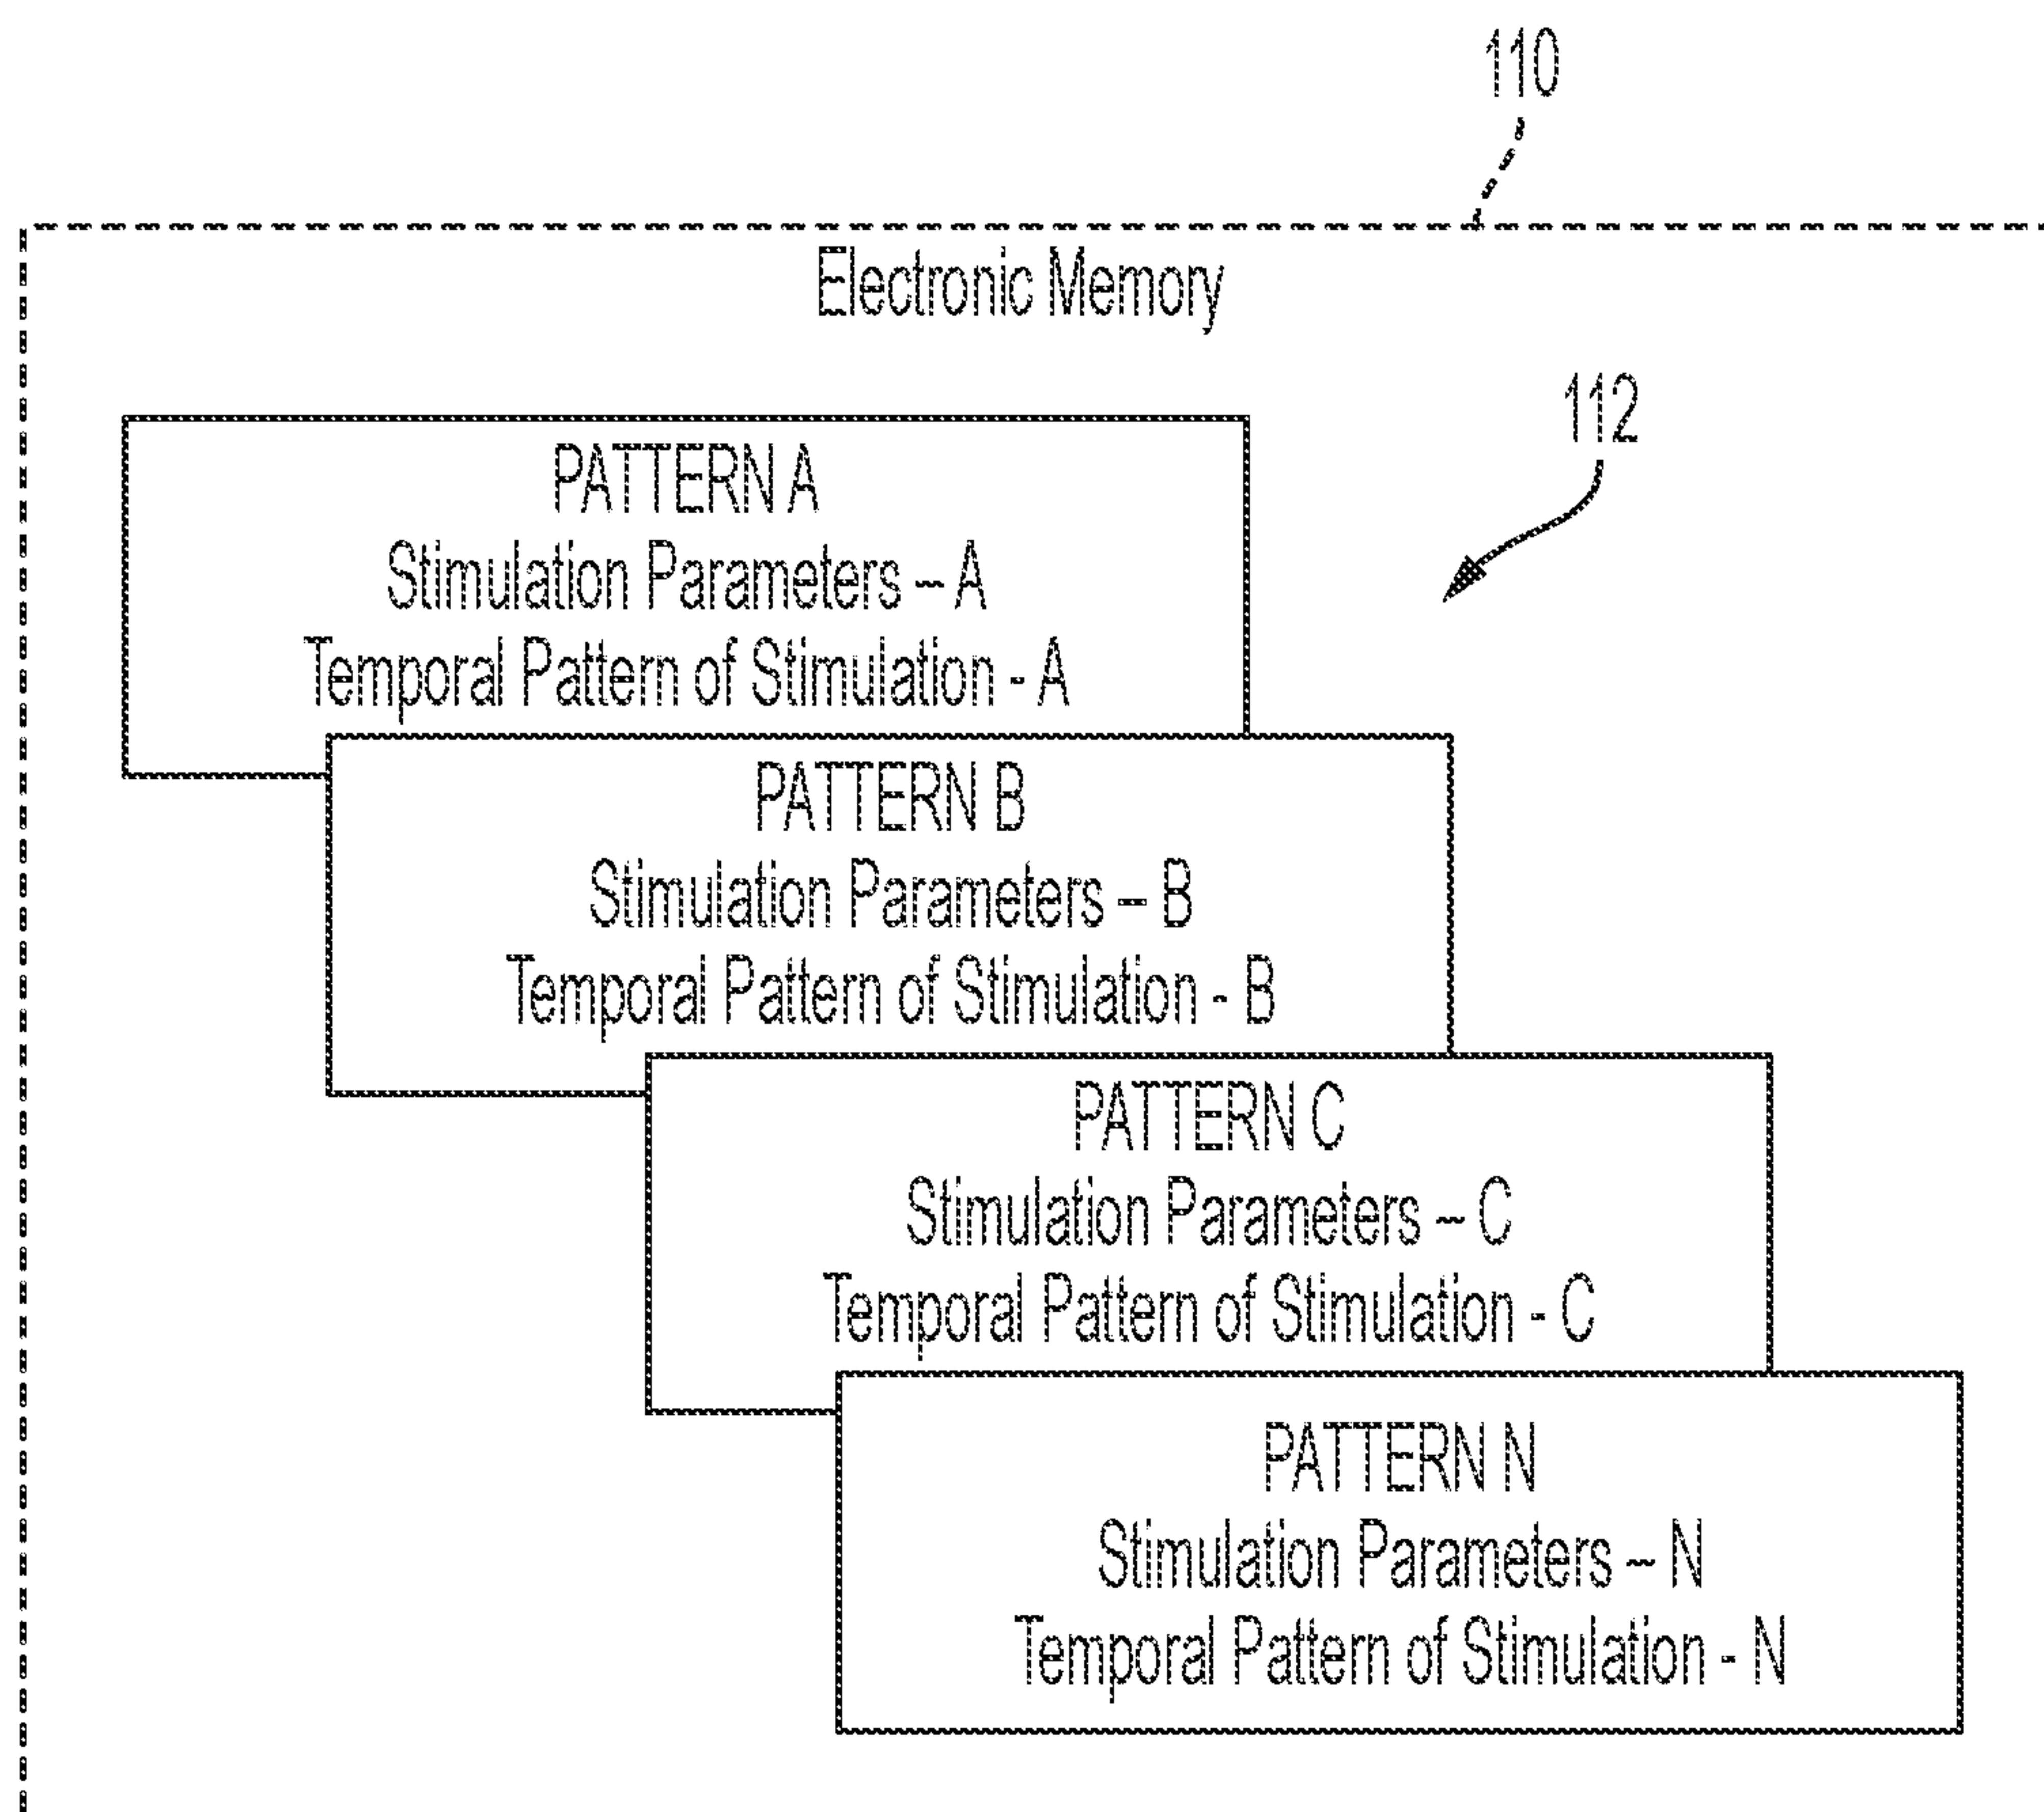 110
Electronic Memory
112
PATTERN A
Stimulation Parameters – A
Temporal Pattern of Stimulation - A
PATTERN B
Stimulation Parameters – B
Temporal Pattern of Stimulation - B
PATTERN C
Stimulation Parameters – C
Temporal Pattern of Stimulation - C
PATTERN N
Stimulation Parameters – N
Temporal Pattern of Stimulation - N